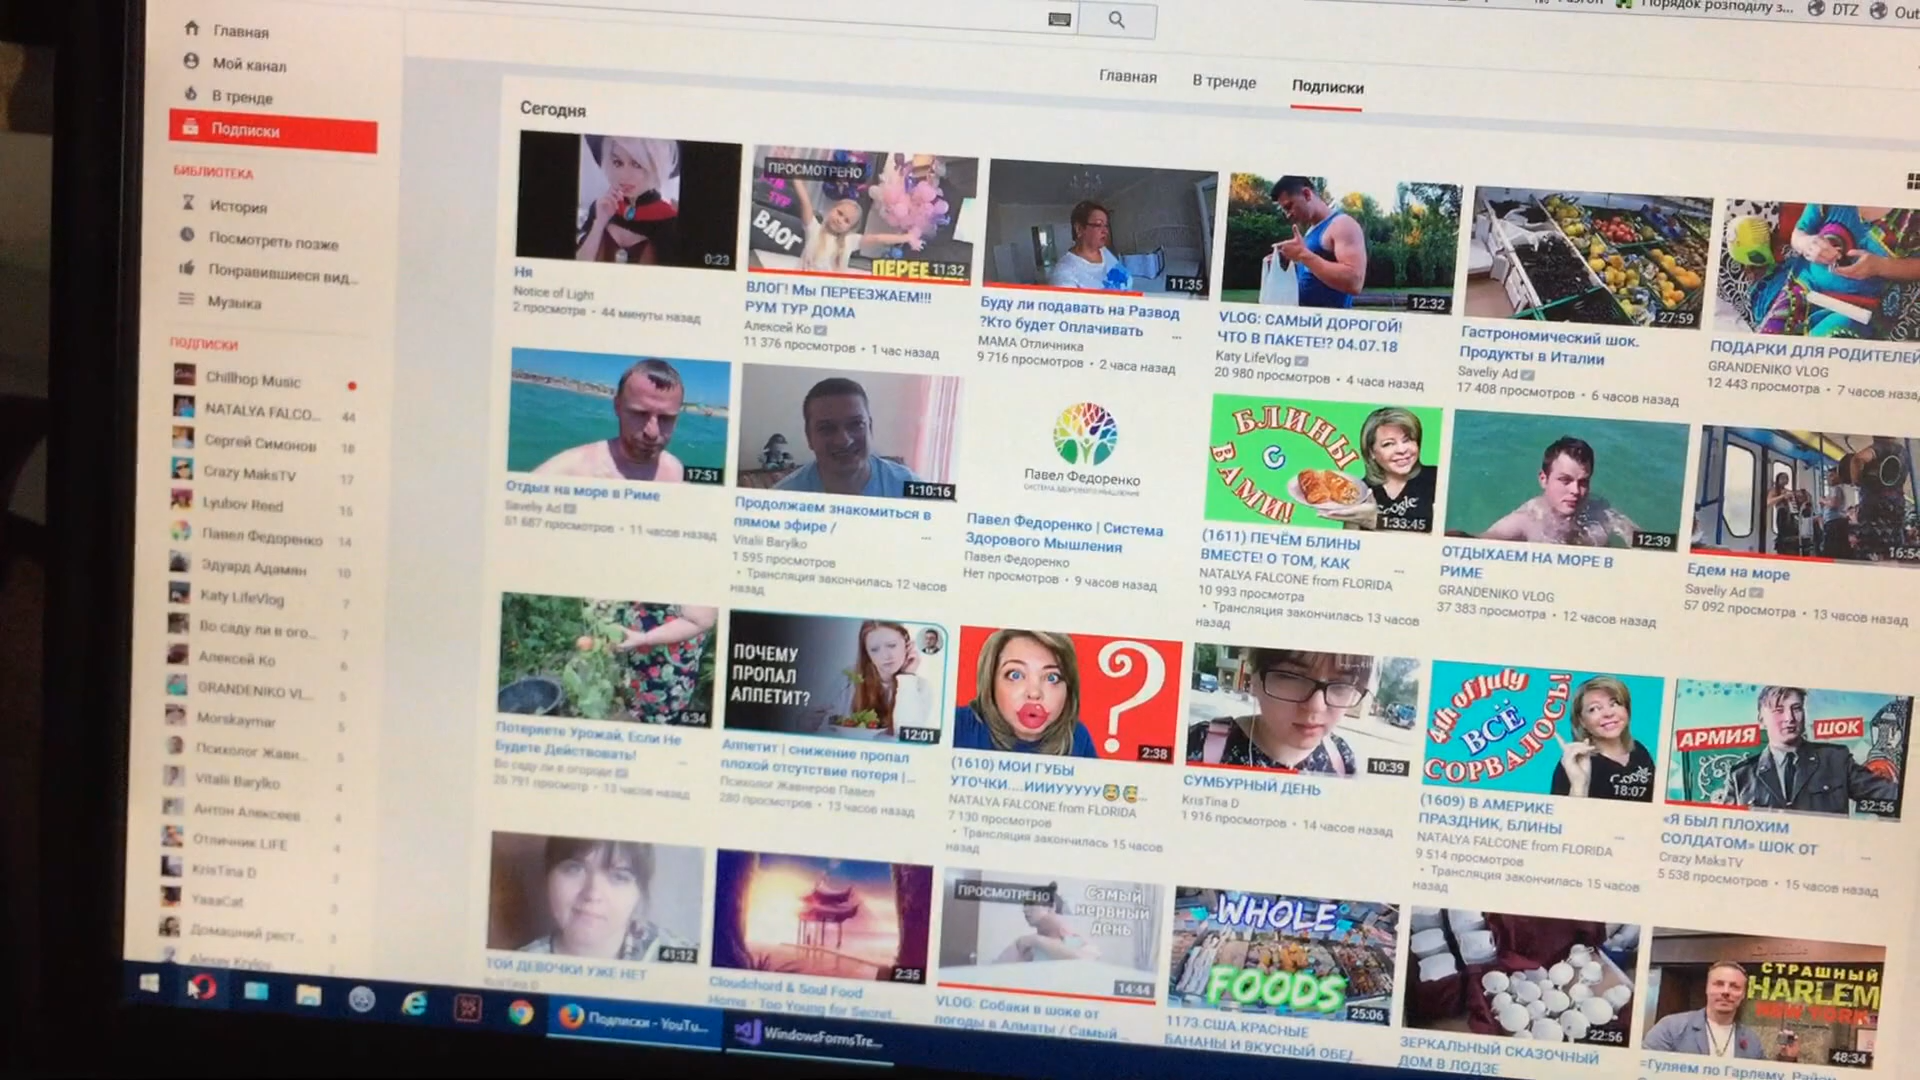 Порядок розподілу з...
DTZ
Out
Главная
Мой канал
В тренде
Подписки
БИБЛИОТЕКА
История
Посмотреть позже
Понравившиеся вид...
Музыка
ПОДПИСКИ
Chillhop Music
NATALYA FALCO... 44
Сергей Симонов 18
Crazy MaksTV 17
Lyubov Reed 15
Павел Федоренко 14
Эдуард Адамян 10
Katy LifeVlog 7
Во саду ли в ого... 7
Алексей Ко 6
GRANDENIKO VL... 5
Morskaymar 5
Психолог Жавн... 5
Vitalii Barylko 4
Антон Алексеев 4
Отличник LIFE 4
KrisTina D 3
YaaaCat 3
Домашний рест... 3
Alexey Krylov
Главная
В тренде
Подписки
Сегодня
0:23
Ня
Notice of Light
2 просмотра • 44 минуты назад
ПРОСМОТРЕНО
РУМ ТУР
ВЛОГ
ПЕРЕЕ
11:32
ВЛОГ! Мы ПЕРЕЕЗЖАЕМ!!!
РУМ ТУР ДОМА
Алексей Ко
11 376 просмотров • 1 час назад
11:35
Буду ли подавать на Развод
?Кто будет Оплачивать
МАМА Отличника
9 716 просмотров • 2 часа назад
12:32
VLOG: САМЫЙ ДОРОГОЙ!
ЧТО В ПАКЕТЕ!? 04.07.18
Katy LifeVlog
20 980 просмотров • 4 часа назад
27:59
Гастрономический шок.
Продукты в Италии
Saveliy Ad
17 408 просмотров • 6 часов назад
ПОДАРКИ ДЛЯ РОДИТЕЛЕЙ
GRANDENIKO VLOG
12 443 просмотра • 7 часов наза
17:51
Отдых на море в Риме
Saveliy Ad
51 687 просмотров • 11 часов назад
1:10:16
Продолжаем знакомиться в
пямом эфире /
Vitalii Barylko
1 595 просмотров
• Трансляция закончилась 12 часов
назад
Павел Федоренко
СИСТЕМА ЗДОРОВОГО МЫШЛЕНИЯ
Павел Федоренко | Система
Здорового Мышления
Павел Федоренко
Нет просмотров • 9 часов назад
БЛИНЫ
С
ВАМИ!
Google
1:33:45
(1611) ПЕЧЁМ БЛИНЫ
ВМЕСТЕ! О ТОМ, КАК
NATALYA FALCONE from FLORIDA
10 993 просмотра
• Трансляция закончилась 13 часов
назад
12:39
ОТДЫХАЕМ НА МОРЕ В
РИМЕ
GRANDENIKO VLOG
37 383 просмотра • 12 часов назад
16:54
Едем на море
Saveliy Ad
57 092 просмотра • 13 часов назад
6:34
Потеряете Урожай, Если Не
Будете Действовать!
Во саду ли в огороде
26 791 просмотр • 13 часов назад
ПОЧЕМУ
ПРОПАЛ
АППЕТИТ?
12:01
Аппетит | снижение пропал
плохой отсутствие потеря |...
Психолог Жавнеров Павел
280 просмотров • 13 часов назад
?
2:38
(1610) МОИ ГУБЫ
УТОЧКИ....ИИИУУУУУ
NATALYA FALCONE from FLORIDA
7 130 просмотров
• Трансляция закончилась 15 часов
назад
10:39
СУМБУРНЫЙ ДЕНЬ
KrisTina D
1 916 просмотров • 14 часов назад
4th of July
ВСЁ
СОРВАЛОСЬ!
Google
18:07
(1609) В АМЕРИКЕ
ПРАЗДНИК, БЛИНЫ
NATALYA FALCONE from FLORIDA
9 514 просмотров
• Трансляция закончилась 15 часов
назад
АРМИЯ ШОК
32:56
«Я БЫЛ ПЛОХИМ
СОЛДАТОМ» ШОК ОТ
Crazy MaksTV
5 538 просмотров • 15 часов назад
41:12
ТОЙ ДЕВОЧКИ УЖЕ НЕТ
KrisTina D
2:35
Cloudchord & Soul Food
Horns - Too Young for Secret...
ПРОСМОТРЕНО
Самый
нервный
день
14:44
VLOG: Собаки в шоке от
погоды в Алматы / Самый
WHOLE
FOODS
25:06
1173.США.КРАСНЫЕ
БАНАНЫ И ВКУСНЫЙ ОБЕД...
22:56
ЗЕРКАЛЬНЫЙ СКАЗОЧНЫЙ
ДОМ В ЛОДЗЕ
СТРАШНЫЙ
HARLEM
NEW YORK
48:34
=Гуляем по Гарлему. Район
Подписки - YouTu...
WindowsFormsTre...